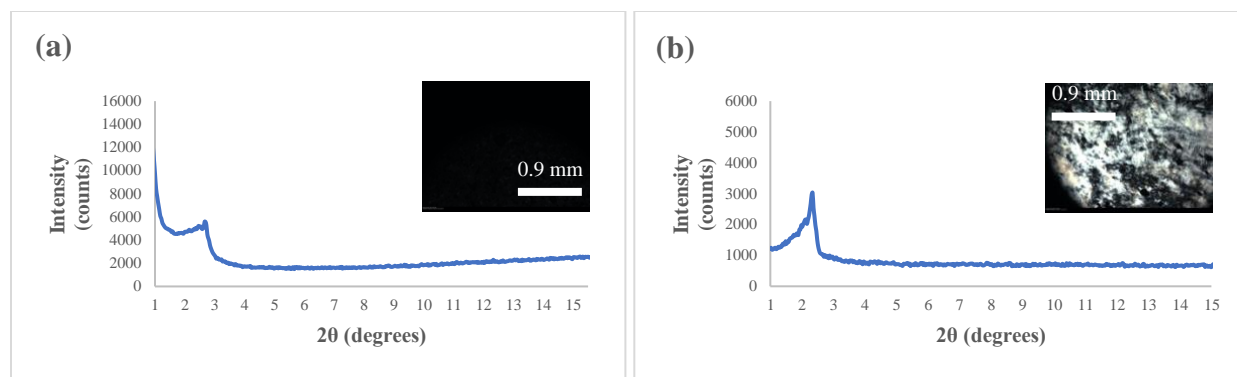 (a)
16000
14000
12000
10000
8000
6000
4000
2000
0
Intensity
(counts)
1 2 3 4 5 6 7 8 9 10 11 12 13 14 15
2θ (degrees)
0.9 mm
(b)
6000
5000
4000
3000
2000
1000
0
Intensity
(counts)
1 2 3 4 5 6 7 8 9 10 11 12 13 14 15
2θ (degrees)
0.9 mm